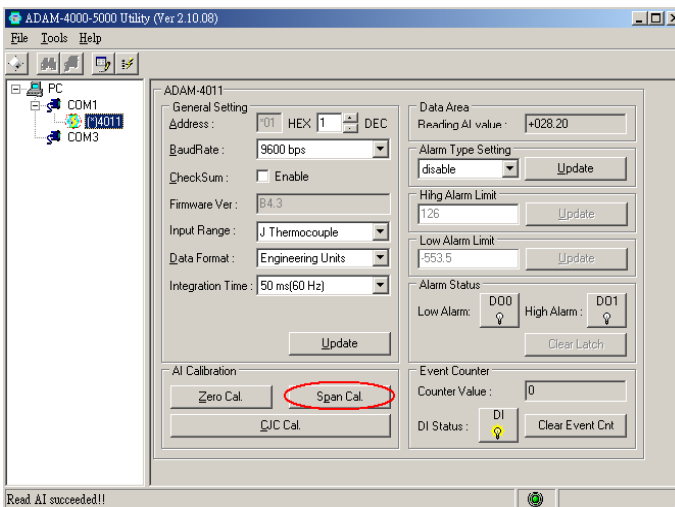 ADAM-4000-5000 Utility (Ver 2.10.08)
File Tools Help
PC
COM1
(*)4011
COM3
ADAM-4011
General Setting
Address : *01 HEX 1 DEC
BaudRate : 9600 bps
CheckSum : Enable
Firmware Ver : B4.3
Input Range : J Thermocouple
Data Format : Engineering Units
Integration Time : 50 ms(60 Hz)
Update
AI Calibration
Zero Cal. Span Cal.
CJC Cal.
Data Area
Reading AI value : +028.20
Alarm Type Setting
disable Update
Hihg Alarm Limit
126 Update
Low Alarm Limit
-553.5 Update
Alarm Status
Low Alarm: DO0 High Alarm : DO1
Clear Latch
Event Counter
Counter Value : 0
DI Status : DI Clear Event Cnt
Read AI succeeded!!